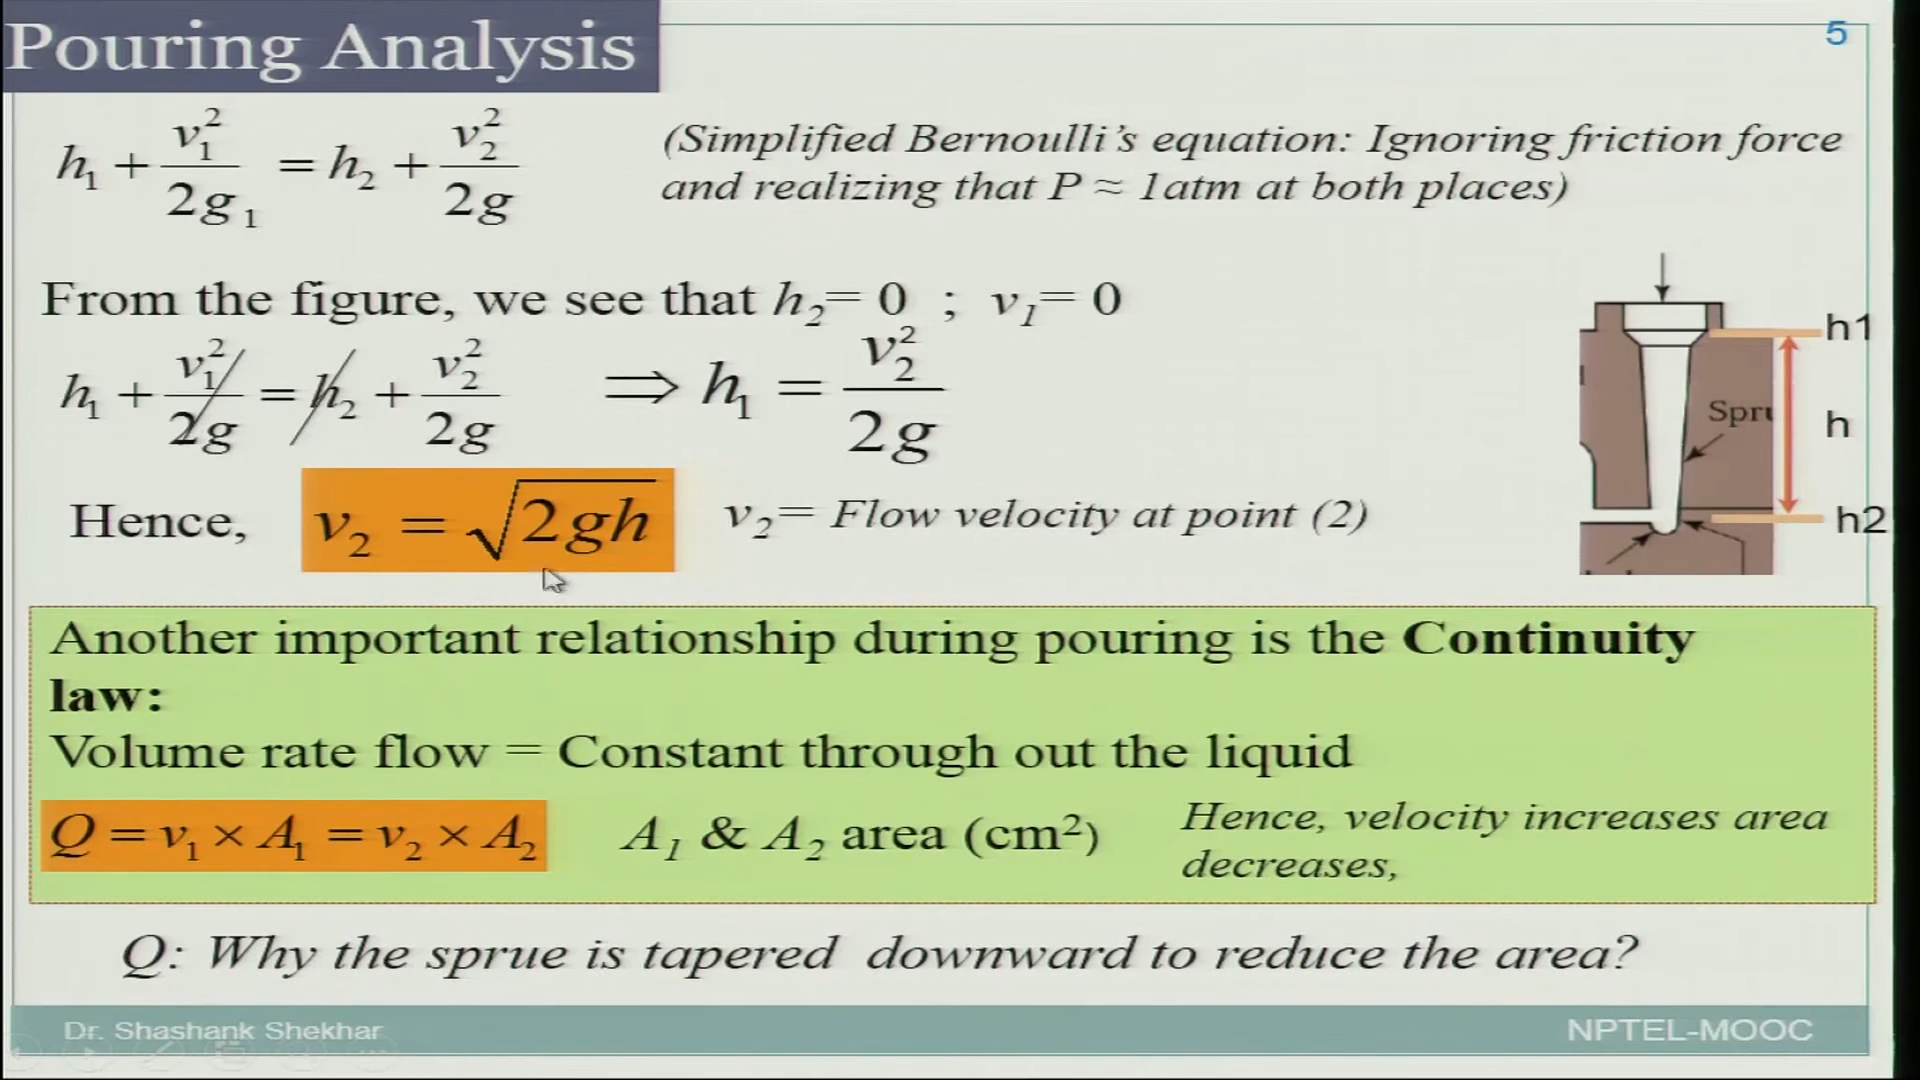 Pouring Analysis
5
h₁ + v₁²/2g₁ = h₂ + v₂²/2g
(Simplified Bernoulli's equation: Ignoring friction force
and realizing that P ≈ 1atm at both places)
From the figure, we see that h₂= 0 ; v₁= 0
h₁ + v₁²/2g = h₂ + v₂²/2g ⇒ h₁ = v₂²/2g
h1
Spru
h
h2
Hence, v₂ = √2gh v₂= Flow velocity at point (2)
Another important relationship during pouring is the Continuity
law:
Volume rate flow = Constant through out the liquid
Q = v₁ × A₁ = v₂ × A₂ A₁ & A₂ area (cm²)
Hence, velocity increases area
decreases,
Q: Why the sprue is tapered downward to reduce the area?
Dr. Shashank Shekhar
NPTEL-MOOC